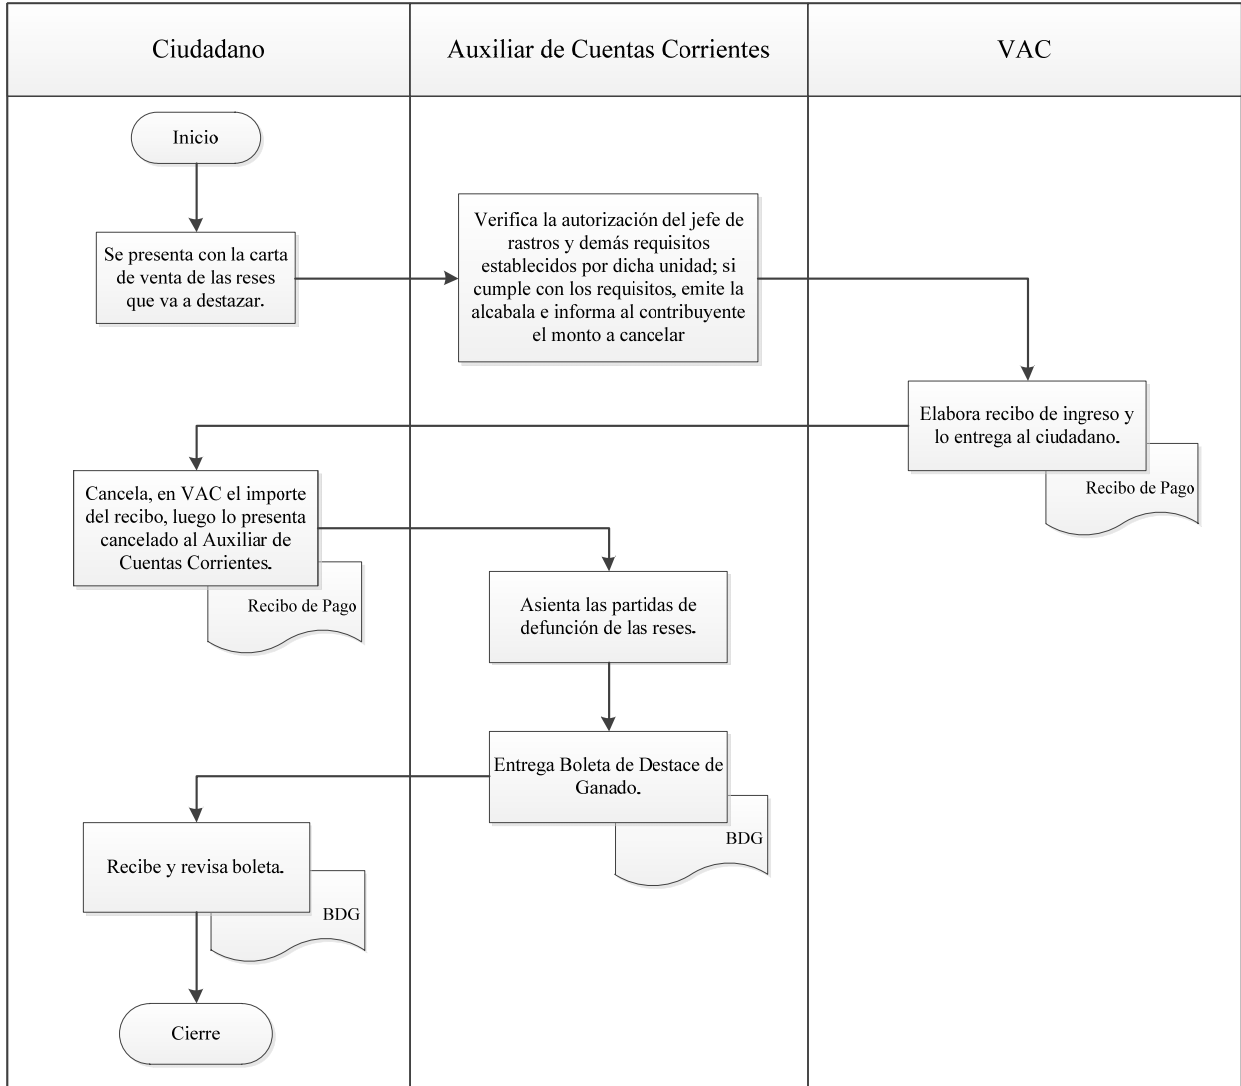 Ciudadano
Auxiliar de Cuentas Corrientes
VAC
Inicio
Se presenta con la carta
de venta de las reses
que va a destazar.
Verifica la autorización del jefe de
rastros y demás requisitos
establecidos por dicha unidad; si
cumple con los requisitos, emite la
alcabala e informa al contribuyente
el monto a cancelar
Elabora recibo de ingreso y
lo entrega al ciudadano.
Recibo de Pago
Cancela, en VAC el importe
del recibo, luego lo presenta
cancelado al Auxiliar de
Cuentas Corrientes.
Recibo de Pago
Asienta las partidas de
defunción de las reses.
Entrega Boleta de Destace de
Ganado.
BDG
Recibe y revisa boleta.
BDG
Cierre